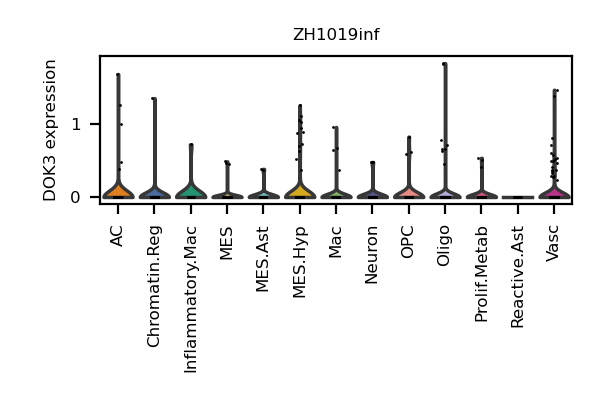 ZH1019inf
DOK3 expression
1
0
AC
Chromatin.Reg
Inflammatory.Mac
MES
MES.Ast
MES.Hyp
Mac
Neuron
OPC
Oligo
Prolif.Metab
Reactive.Ast
Vasc